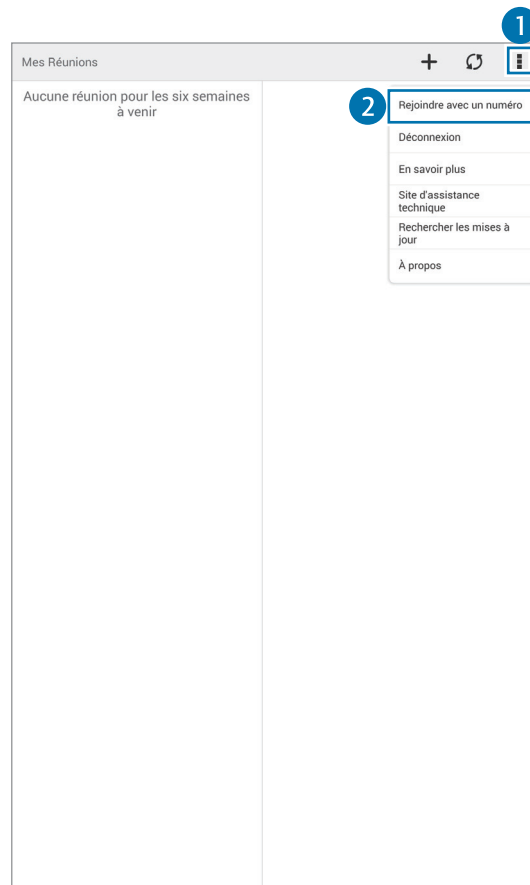 1
Mes Réunions
Aucune réunion pour les six semaines
à venir
2
Rejoindre avec un numéro
Déconnexion
En savoir plus
Site d'assistance
technique
Rechercher les mises à
jour
À propos